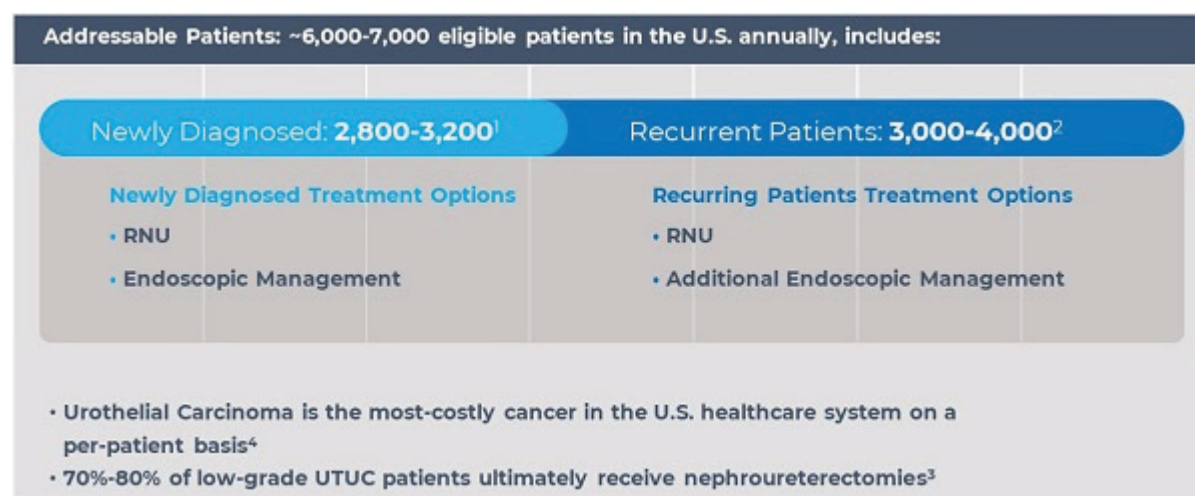 Addressable Patients: ~6,000-7,000 eligible patients in the U.S. annually, includes:
Newly Diagnosed: 2,800-3,200¹
Recurrent Patients: 3,000-4,000²
Newly Diagnosed Treatment Options
• RNU
• Endoscopic Management
Recurring Patients Treatment Options
• RNU
• Additional Endoscopic Management
• Urothelial Carcinoma is the most-costly cancer in the U.S. healthcare system on a
per-patient basis⁴
• 70%-80% of low-grade UTUC patients ultimately receive nephroureterectomies³